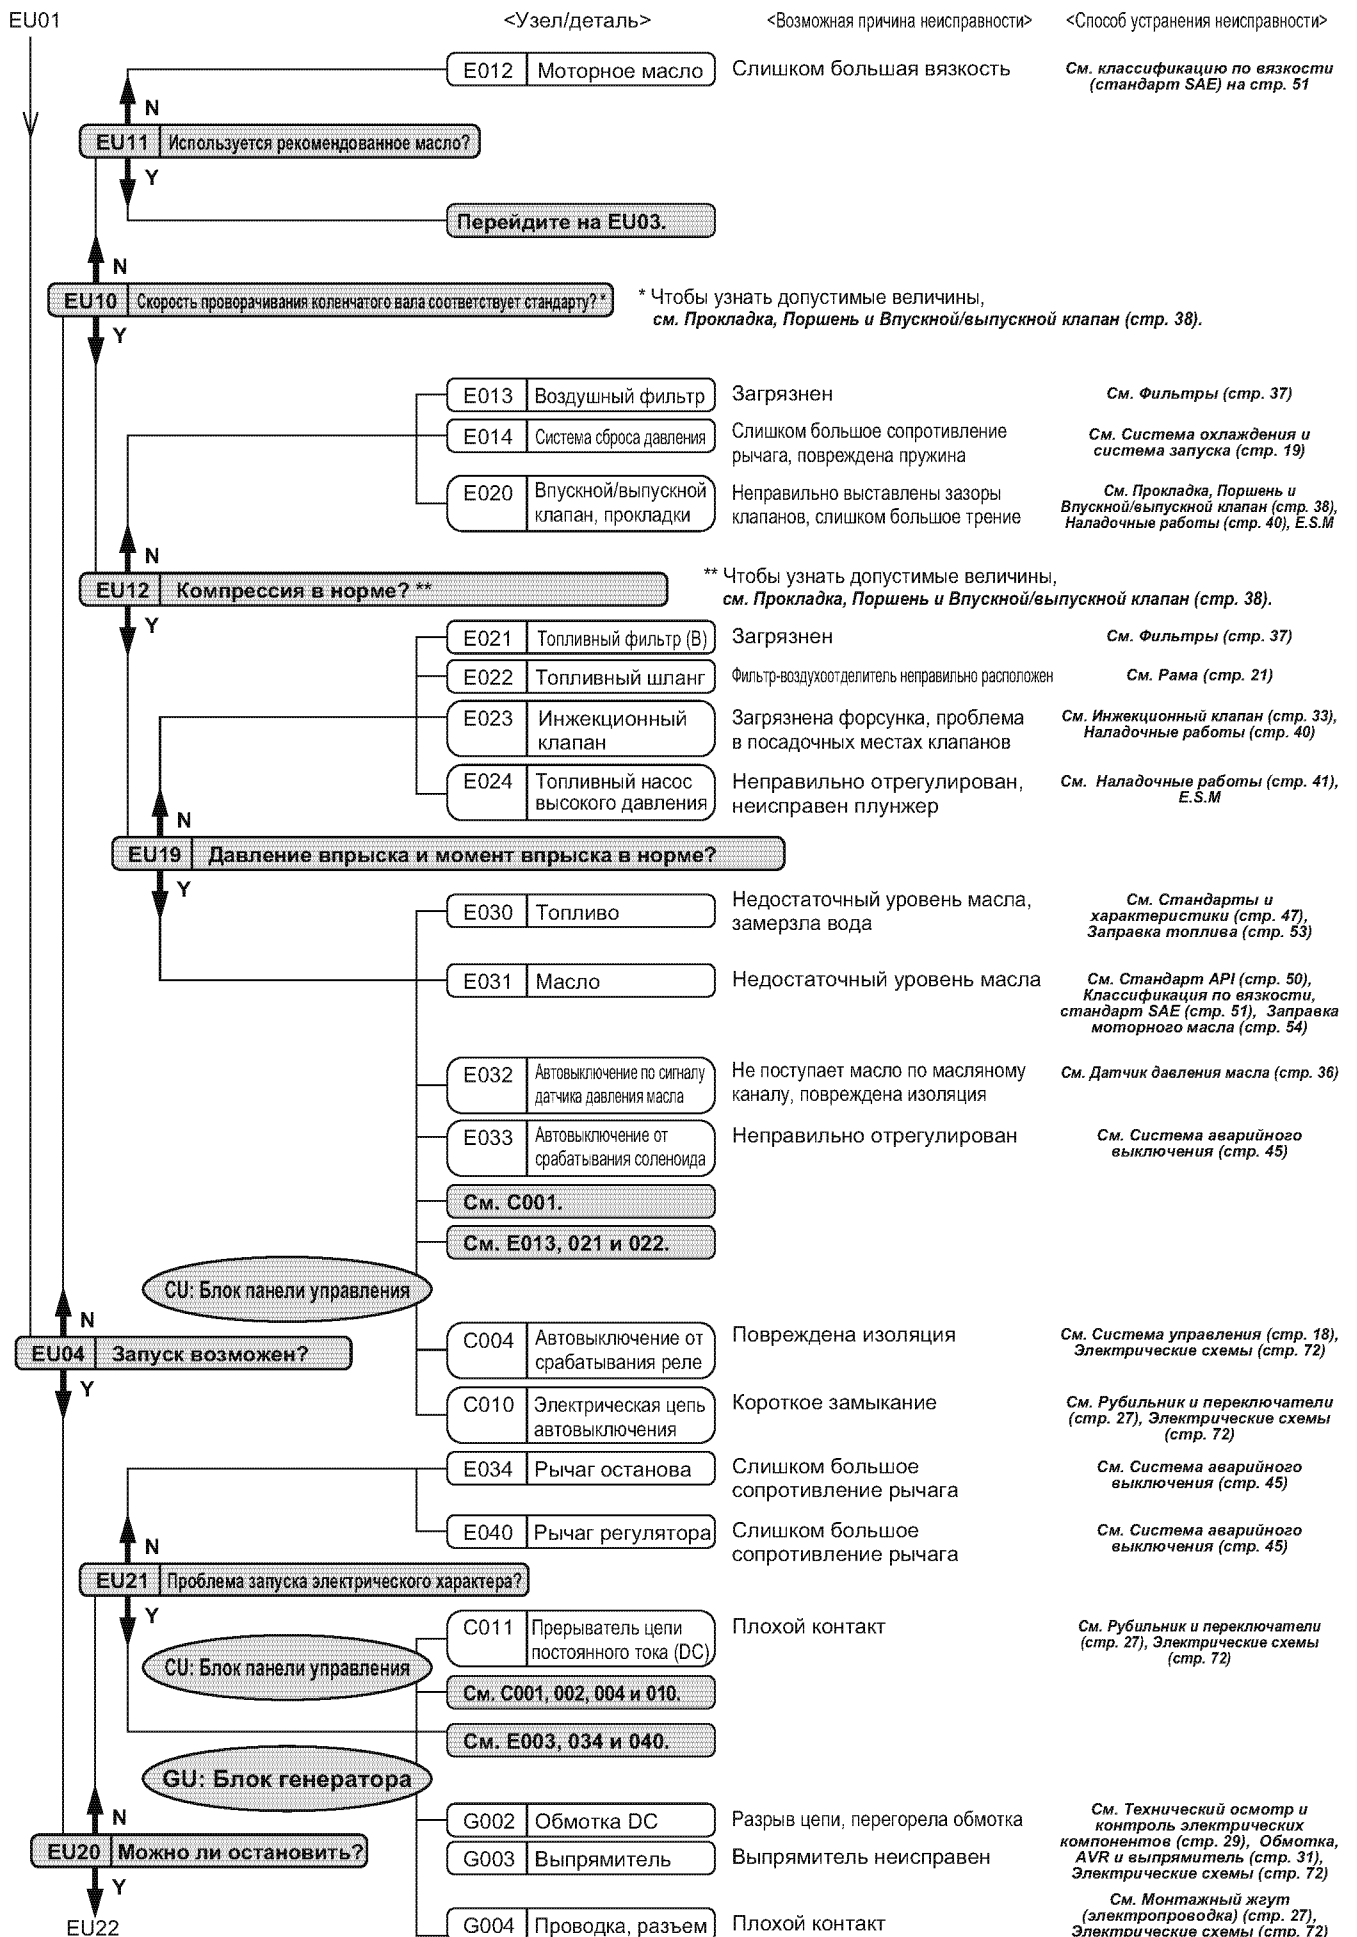 EU01 <Узел/деталь> <Возможная причина неисправности> <Способ устранения неисправности>
E012 Моторное масло Слишком большая вязкость См. классификацию по вязкости
(стандарт SAE) на стр. 51
N
EU11 Используется рекомендованное масло?
Y
Перейдите на EU03.
N
EU10 Скорость проворачивания коленчатого вала соответствует стандарту? *
* Чтобы узнать допустимые величины,
см. Прокладка, Поршень и Впускной/выпускной клапан (стр. 38).
Y
E013 Воздушный фильтр Загрязнен См. Фильтры (стр. 37)
E014 Система сброса давления Слишком большое сопротивление
рычага, повреждена пружина
См. Система охлаждения и
система запуска (стр. 19)
E020 Впускной/выпускной
клапан, прокладки
Неправильно выставлены зазоры
клапанов, слишком большое трение
См. Прокладка, Поршень и
Впускной/выпускной клапан (стр. 38),
Наладочные работы (стр. 40), E.S.M
N
EU12 Компрессия в норме? **
** Чтобы узнать допустимые величины,
см. Прокладка, Поршень и Впускной/выпускной клапан (стр. 38).
Y
E021 Топливный фильтр (B) Загрязнен См. Фильтры (стр. 37)
E022 Топливный шланг Фильтр-воздухоотделитель неправильно расположен См. Рама (стр. 21)
E023 Инжекционный
клапан
Загрязнена форсунка, проблема
в посадочных местах клапанов
См. Инжекционный клапан (стр. 33),
Наладочные работы (стр. 40)
E024 Топливный насос
высокого давления
Неправильно отрегулирован,
неисправен плунжер
См. Наладочные работы (стр. 41),
E.S.M
N
EU19 Давление впрыска и момент впрыска в норме?
Y
E030 Топливо
Недостаточный уровень масла,
замерзла вода
См. Стандарты и
характеристики (стр. 47),
Заправка топлива (стр. 53)
E031 Масло Недостаточный уровень масла
См. Стандарт API (стр. 50),
Классификация по вязкости,
стандарт SAE (стр. 51), Заправка
моторного масла (стр. 54)
E032 Автовыключение по сигналу
датчика давления масла
Не поступает масло по масляному
каналу, повреждена изоляция
См. Датчик давления масла (стр. 36)
E033 Автовыключение от
срабатывания соленоида
Неправильно отрегулирован
См. Система аварийного
выключения (стр. 45)
См. C001.
См. E013, 021 и 022.
CU: Блок панели управления
N
EU04 Запуск возможен?
Y
C004 Автовыключение от
срабатывания реле
Повреждена изоляция
См. Система управления (стр. 18),
Электрические схемы (стр. 72)
C010 Электрическая цепь
автовыключения
Короткое замыкание
См. Рубильник и переключатели
(стр. 27), Электрические схемы
(стр. 72)
E034 Рычаг останова
Слишком большое
сопротивление рычага
См. Система аварийного
выключения (стр. 45)
E040 Рычаг регулятора
Слишком большое
сопротивление рычага
См. Система аварийного
выключения (стр. 45)
N
EU21 Проблема запуска электрического характера?
Y
C011 Прерыватель цепи
постоянного тока (DC)
Плохой контакт
См. Рубильник и переключатели
(стр. 27), Электрические схемы
(стр. 72)
CU: Блок панели управления
См. C001, 002, 004 и 010.
См. E003, 034 и 040.
GU: Блок генератора
N
EU20 Можно ли остановить?
Y
EU22
G002 Обмотка DC Разрыв цепи, перегорела обмотка
G003 Выпрямитель Выпрямитель неисправен
См. Технический осмотр и
контроль электрических
компонентов (стр. 29), Обмотка,
AVR и выпрямитель (стр. 31),
Электрические схемы (стр. 72)
G004 Проводка, разъем Плохой контакт
См. Монтажный жгут
(электропроводка) (стр. 27),
Электрические схемы (стр. 72)